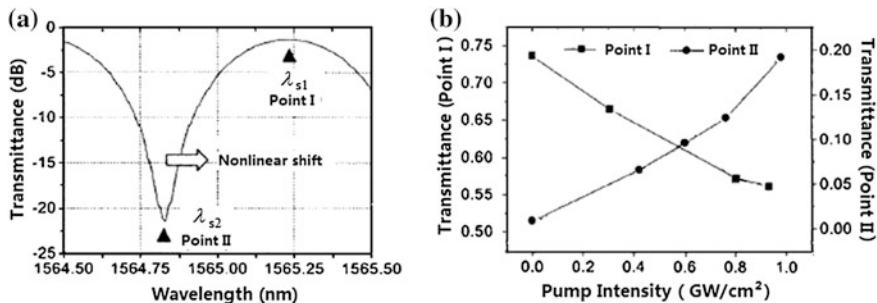 (a)
0
-5
-10
-15
-20
-25
Transmittance (dB)
λs1
Point I
Nonlinear shift
λs2
Point II
1564.50 1564.75 1565.00 1565.25 1565.50
Wavelength (nm)
(b)
Transmittance (Point I)
0.75
0.70
0.65
0.60
0.55
0.50
Point I Point II
0.20
0.15
0.10
0.05
0.00
Transmittance (Point II)
0.0 0.2 0.4 0.6 0.8 1.0
Pump Intensity ( GW/cm²)